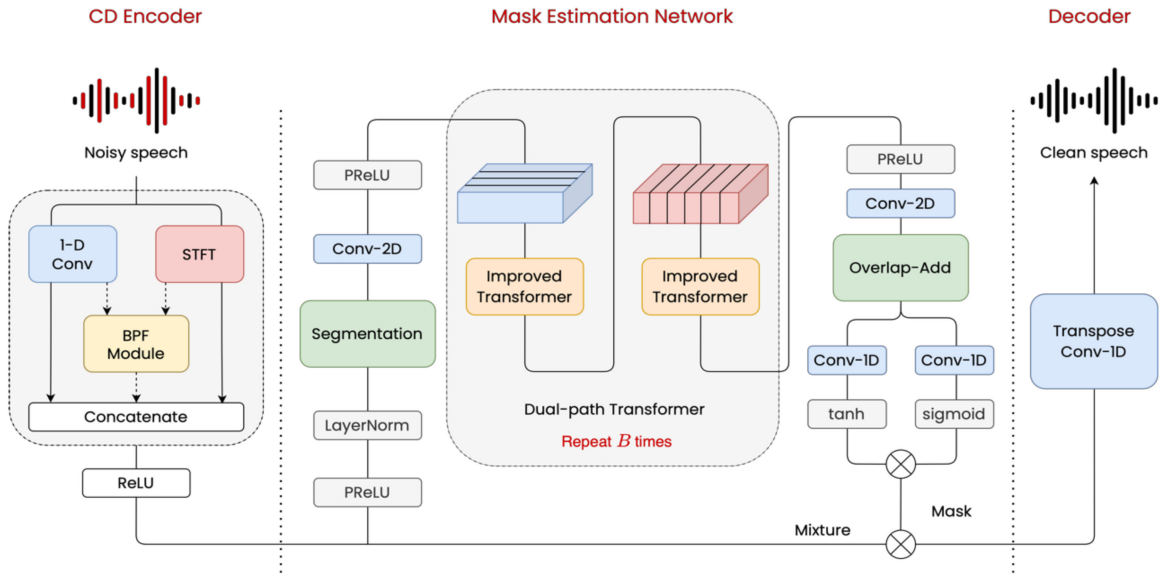 CD Encoder
Mask Estimation Network
Decoder
Noisy speech
1-D
Conv
STFT
BPF
Module
Concatenate
ReLU
PReLU
Conv-2D
Segmentation
LayerNorm
PReLU
Improved
Transformer
Improved
Transformer
Dual-path Transformer
Repeat B times
PReLU
Conv-2D
Overlap-Add
Conv-1D
Conv-1D
tanh
sigmoid
Mask
Mixture
Clean speech
Transpose
Conv-1D